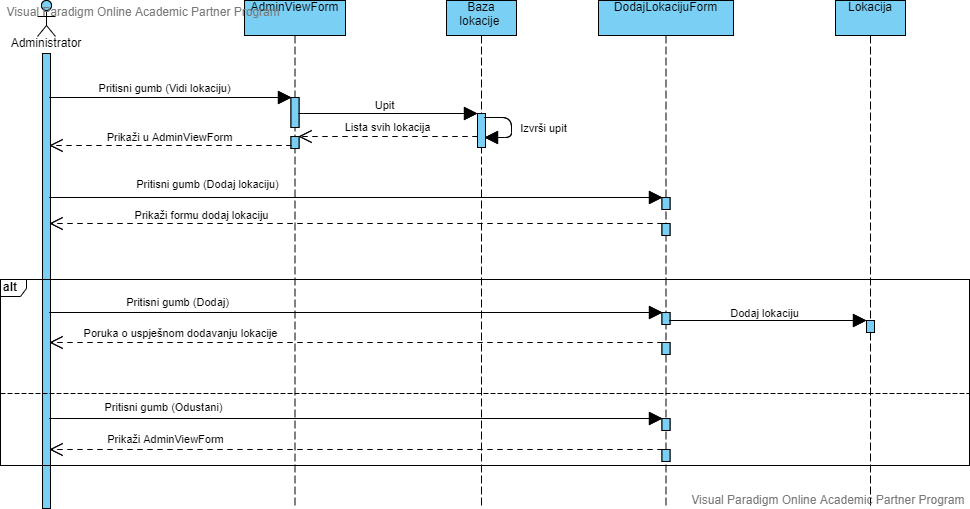 Visual Paradigm Online Academic Partner Program
AdminViewForm
Baza
lokacije
DodajLokacijuForm
Lokacija
Administrator
Pritisni gumb (Vidi lokaciju)
Upit
Izvrši upit
Lista svih lokacija
Prikaži u AdminViewForm
Pritisni gumb (Dodaj lokaciju)
Prikaži formu dodaj lokaciju
alt
Pritisni gumb (Dodaj)
Dodaj lokaciju
Poruka o uspješnom dodavanju lokacije
Pritisni gumb (Odustani)
Prikaži AdminViewForm
Visual Paradigm Online Academic Partner Program